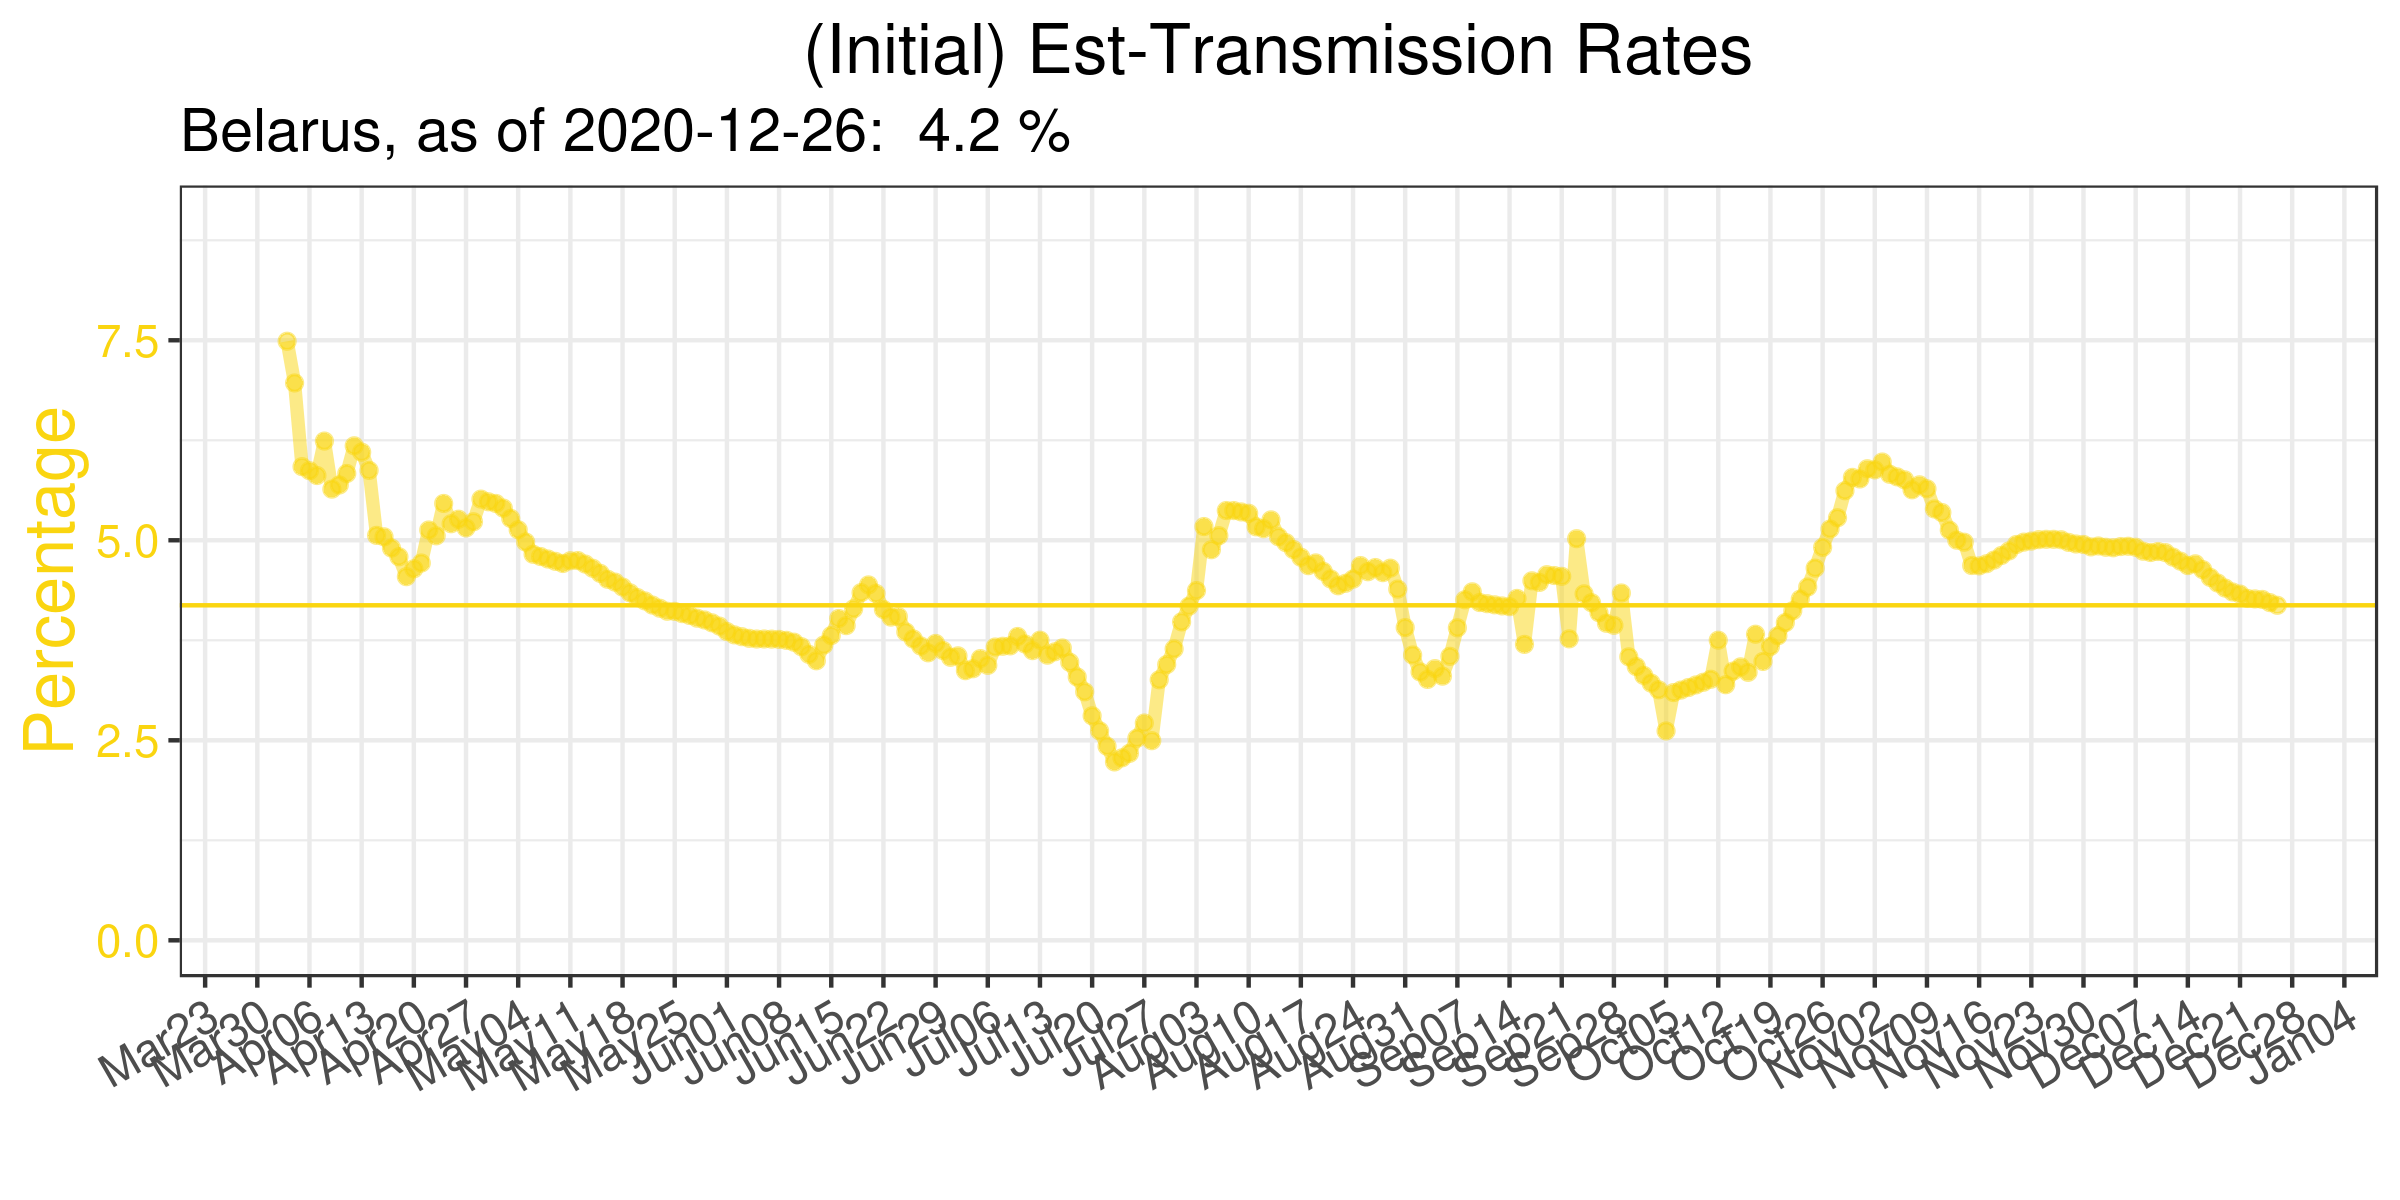 (Initial) Est-Transmission Rates
Belarus, as of 2020-12-26: 4.2 %
Percentage
7.5
5.0
2.5
0.0
Mar23
Mar30
Apr06
Apr13
Apr20
Apr27
May04
May11
May18
May25
Jun01
Jun08
Jun15
Jun22
Jun29
Jul06
Jul13
Jul20
Jul27
Aug03
Aug10
Aug17
Aug24
Aug31
Sep07
Sep14
Sep21
Sep28
Oct05
Oct12
Oct19
Oct26
Nov02
Nov09
Nov16
Nov23
Nov30
Dec07
Dec14
Dec21
Dec28
Jan04